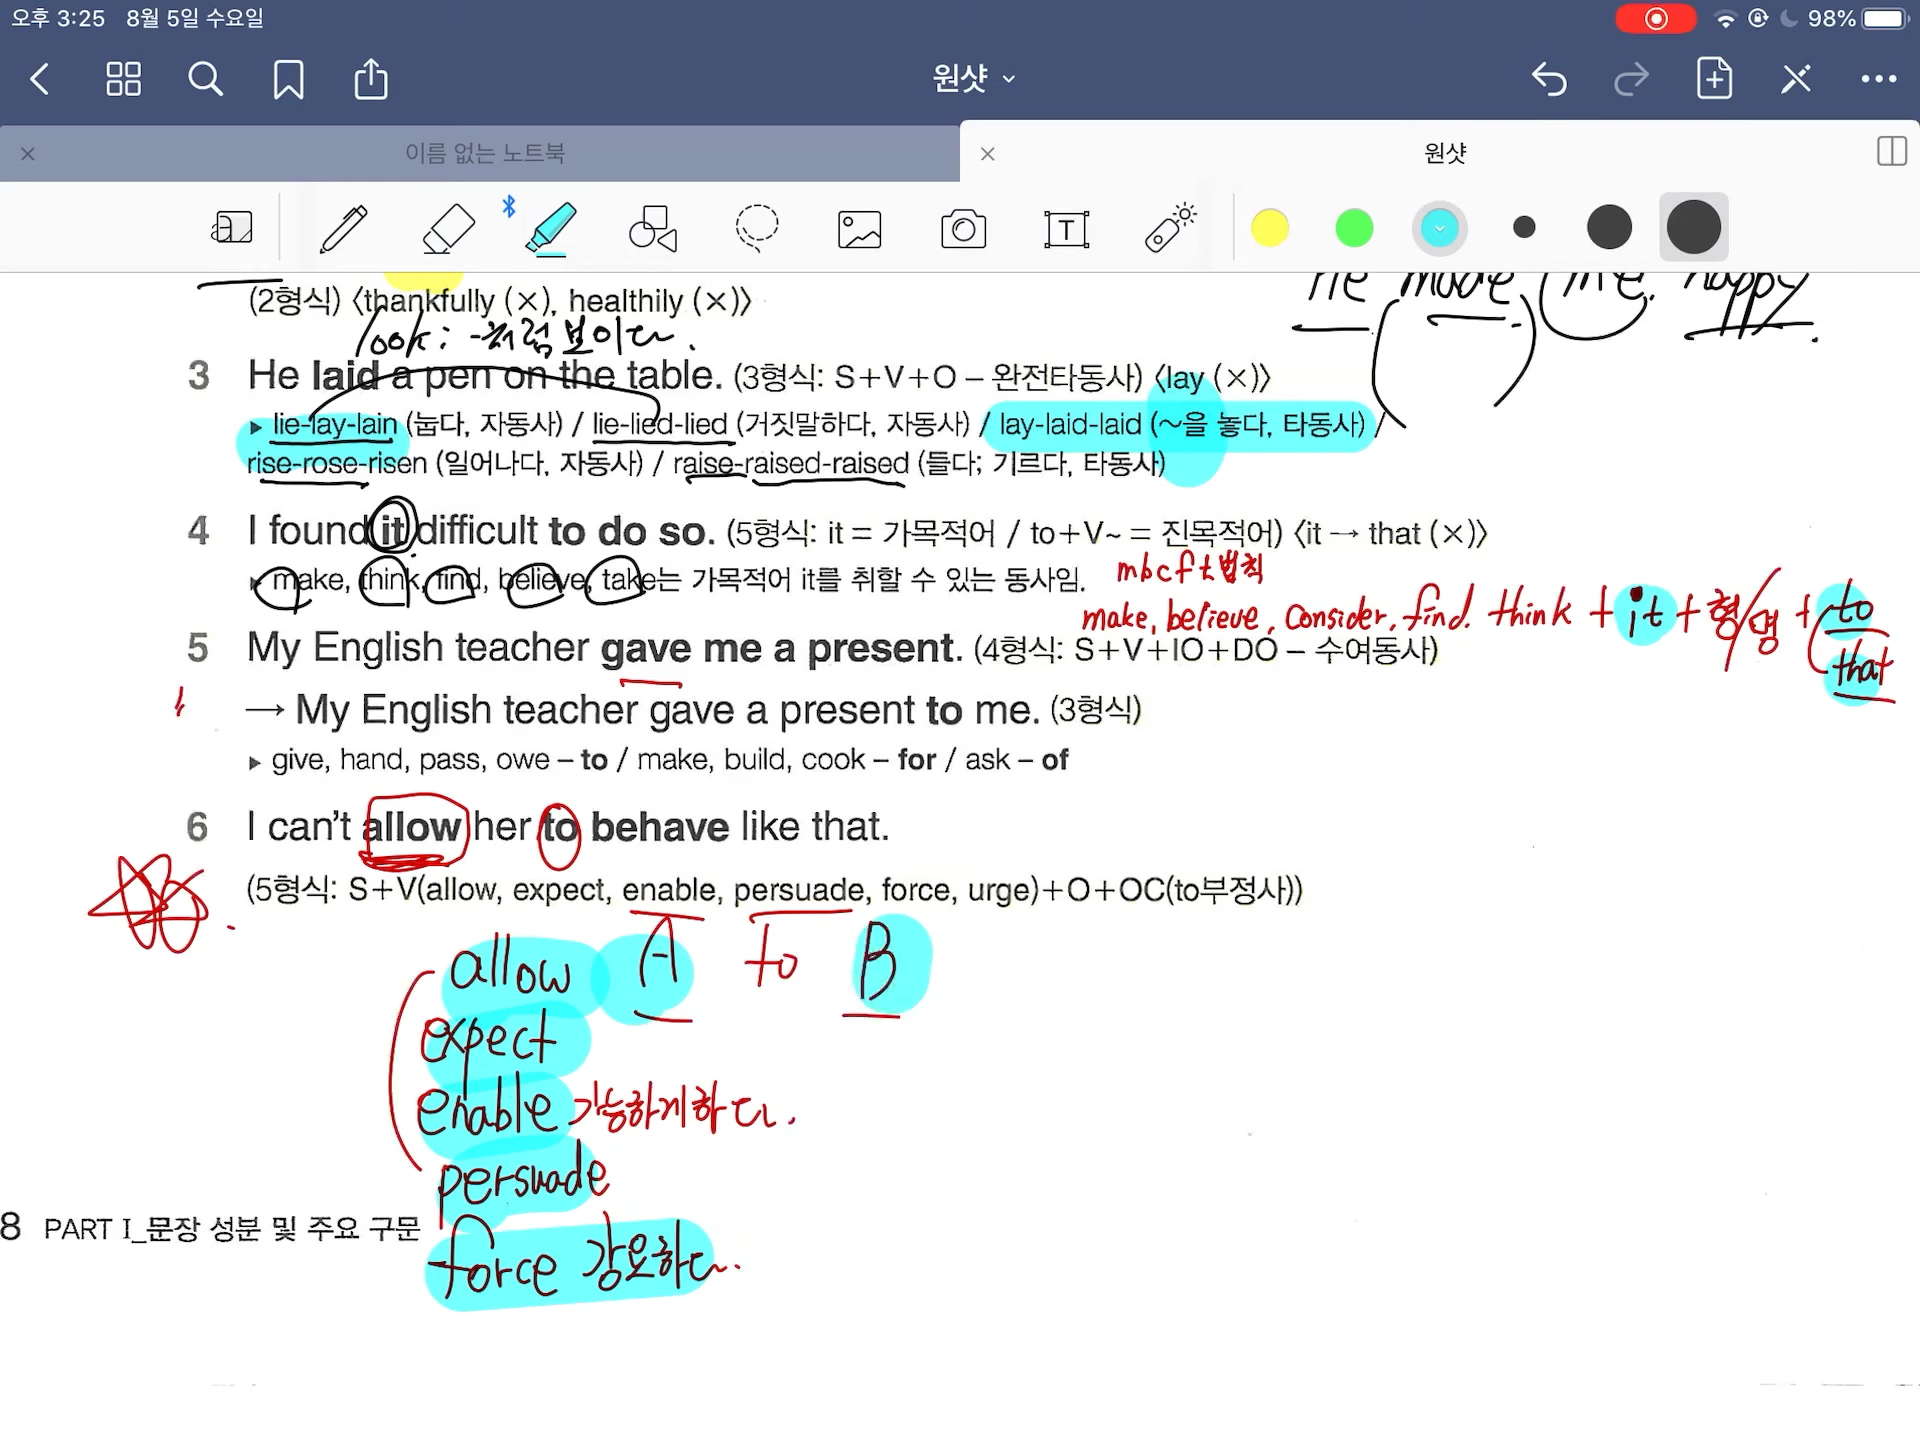 오후 3:25 8월 5일 수요일
98%
원샷
이름 없는 노트북
원샷
T
He made me happy.
(2형식) 〈thankfully (×), healthily (×)〉
look: -처럼 보이다.
3 He laid a pen on the table. (3형식: S+V+O – 완전타동사) 〈lay (×)〉
▸ lie-lay-lain (눕다, 자동사) / lie-lied-lied (거짓말하다, 자동사) / lay-laid-laid (~을 놓다, 타동사) /
rise-rose-risen (일어나다, 자동사) / raise-raised-raised (들다; 기르다, 타동사)
4 I found it difficult to do so. (5형식: it = 가목적어 / to+V~ = 진목적어) 〈it → that (×)〉
▸ make, think, find, believe, take는 가목적어 it를 취할 수 있는 동사임.
mbcft법칙
make, believe, consider, find. think + it + 형/명 + to
that
5 My English teacher gave me a present. (4형식: S+V+IO+DO – 수여동사)
→ My English teacher gave a present to me. (3형식)
▸ give, hand, pass, owe – to / make, build, cook – for / ask – of
6 I can't allow her to behave like that.
(5형식: S+V(allow, expect, enable, persuade, force, urge)+O+OC(to부정사))
allow A to B
expect
enable 가능하게하다.
persuade
force 강요하다.
8 PART I_문장 성분 및 주요 구문